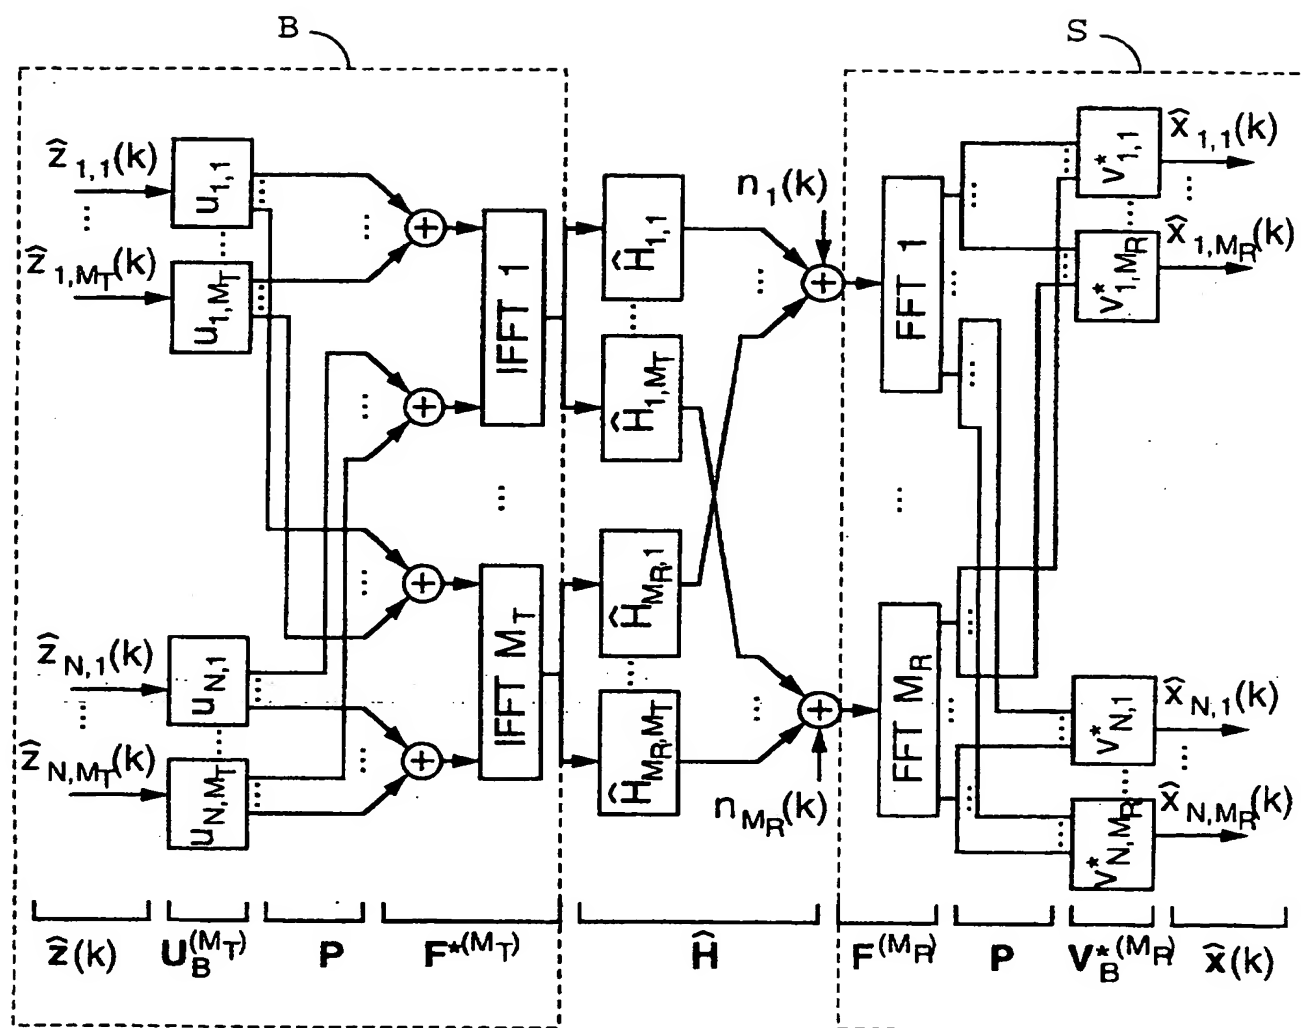 B
S
ẑ1,1(k)
...
ẑ1,MT(k)
u1,1
...
u1,MT
IFFT 1
Ĥ1,1
...
Ĥ1,MT
n1(k)
FFT 1
v*1,1
...
v*1,MR
x̂1,1(k)
...
x̂1,MR(k)
...
...
ẑN,1(k)
...
ẑN,MT(k)
uN,1
...
uN,MT
IFFT MT
ĤMR,1
...
ĤMR,MT
nMR(k)
FFT MR
v*N,1
...
v*N,MR
x̂N,1(k)
...
x̂N,MR(k)
ẑ(k) UB(MT) P F*(MT) Ĥ F(MR) P VB*(MR) x̂(k)